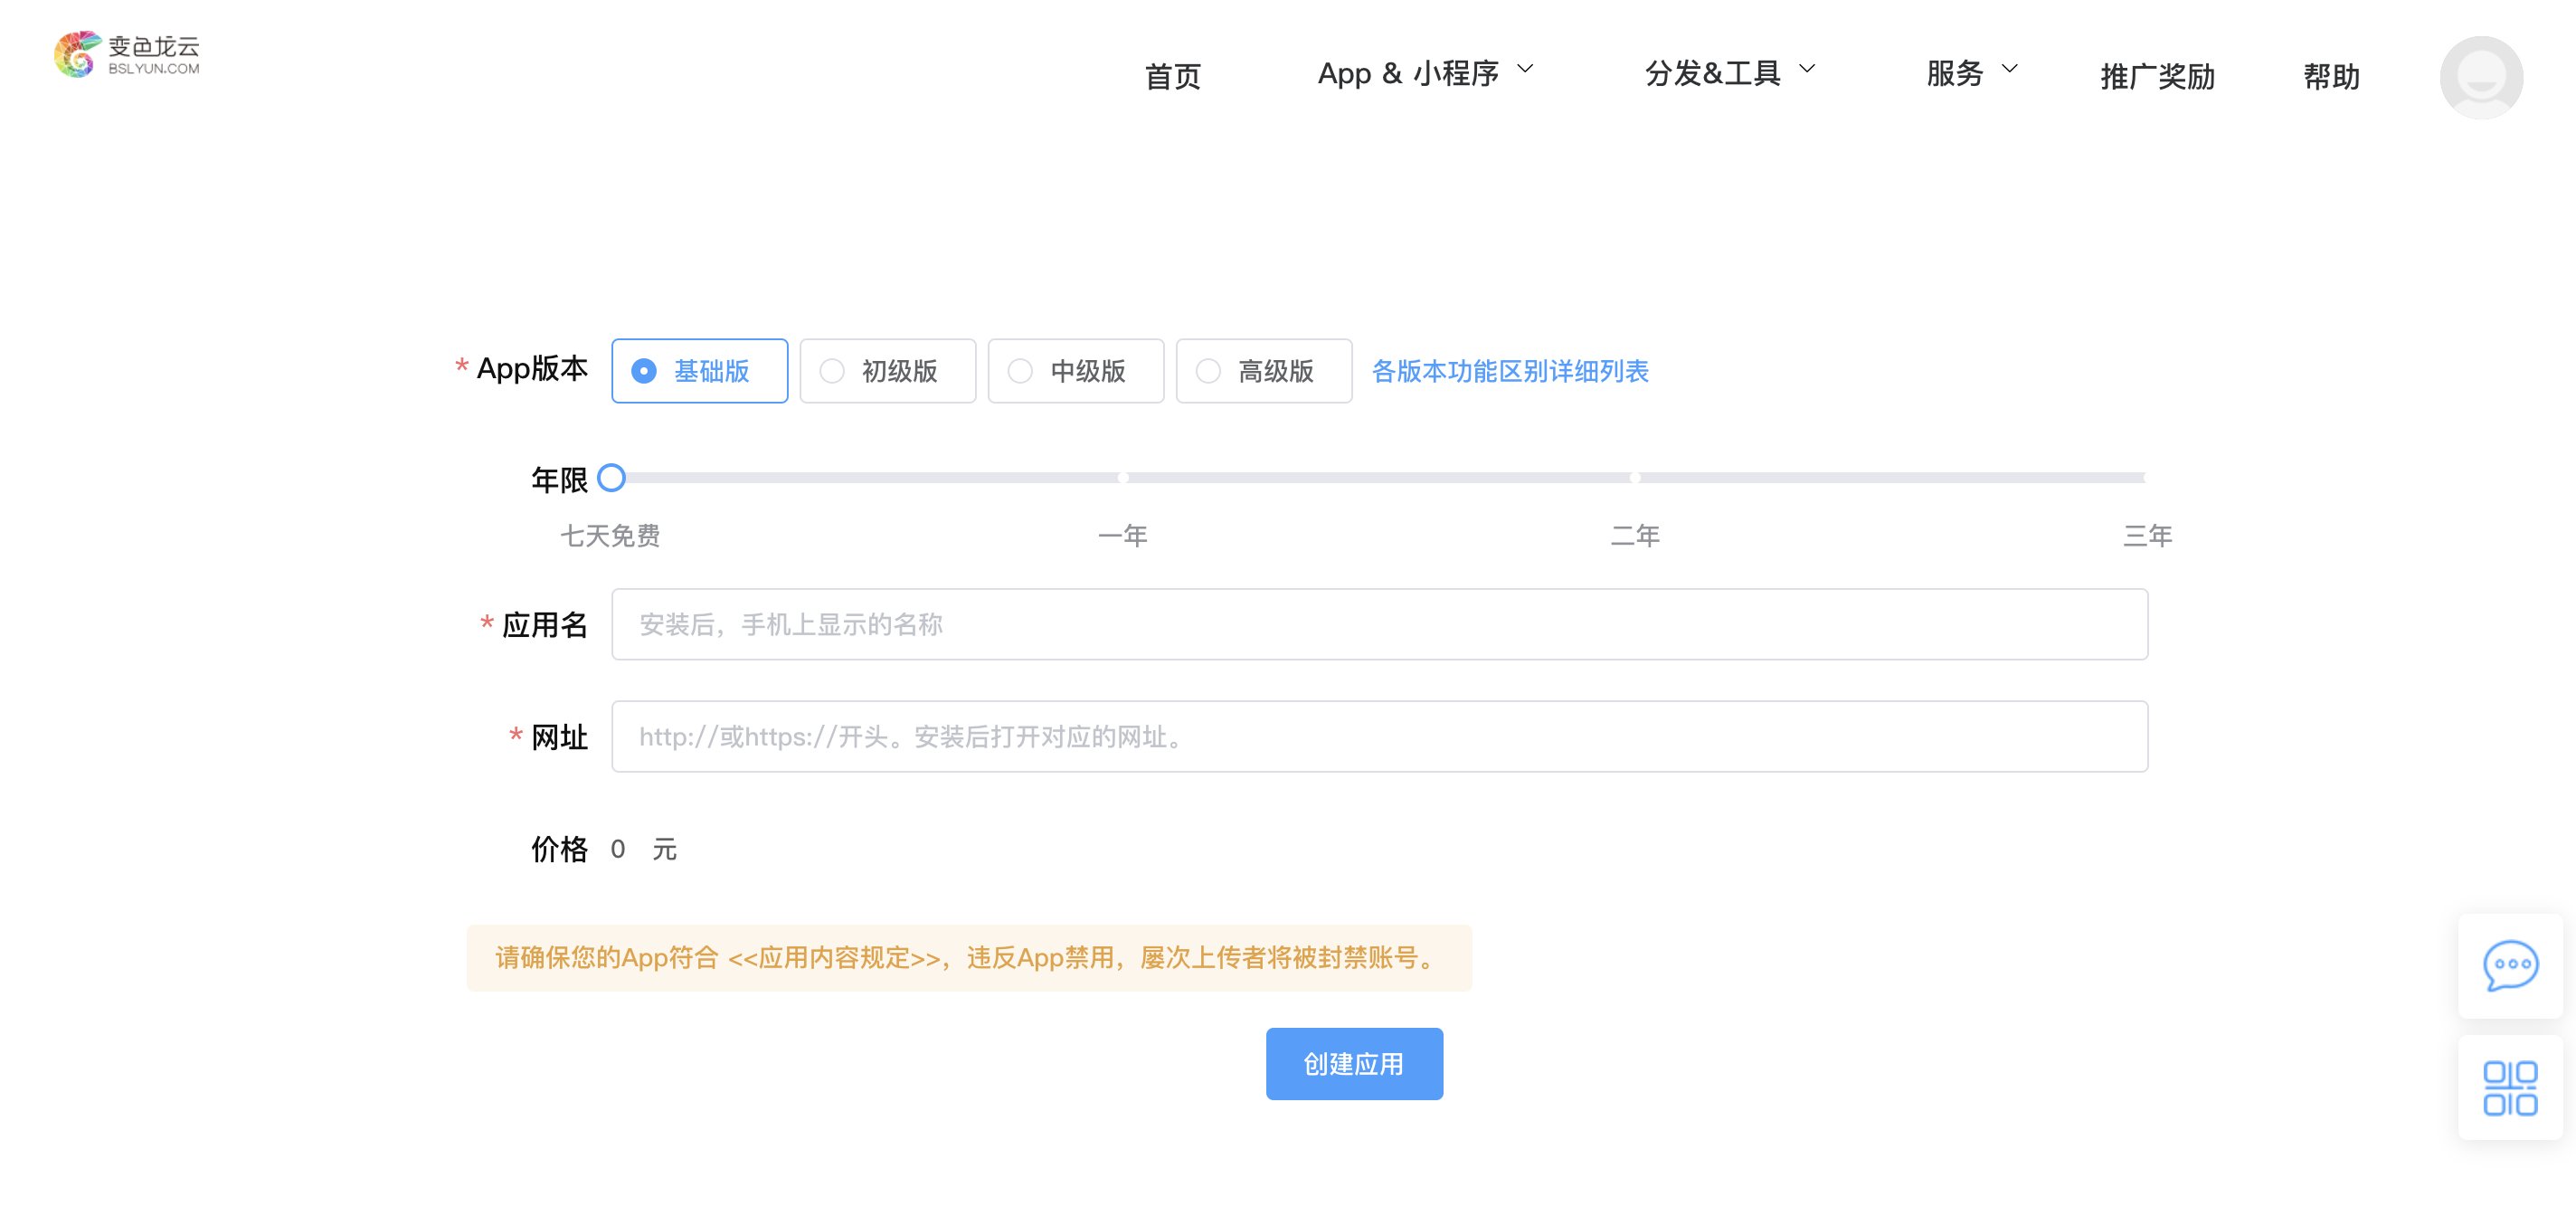 变色龙云
BSLYUN.COM
首页 App & 小程序 分发&工具 服务 推广奖励 帮助
* App版本 基础版 初级版 中级版 高级版 各版本功能区别详细列表
年限
七天免费 一年 二年 三年
* 应用名 安装后，手机上显示的名称
* 网址 http://或https://开头。安装后打开对应的网址。
价格 0 元
请确保您的App符合 <<应用内容规定>>，违反App禁用，屡次上传者将被封禁账号。
创建应用